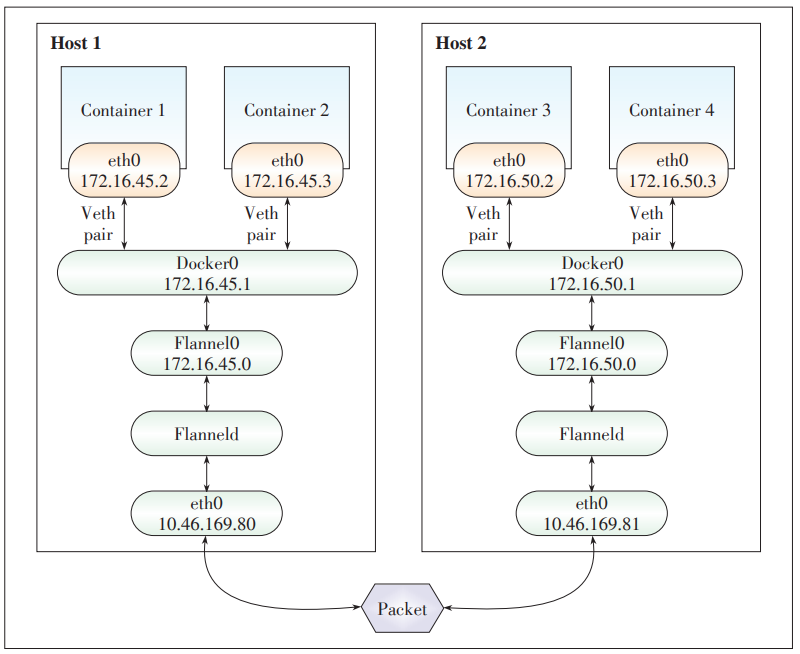 Host 1
Container 1
Container 2
eth0
172.16.45.2
eth0
172.16.45.3
Veth
pair
Veth
pair
Docker0
172.16.45.1
Flannel0
172.16.45.0
Flanneld
eth0
10.46.169.80
Host 2
Container 3
Container 4
eth0
172.16.50.2
eth0
172.16.50.3
Veth
pair
Veth
pair
Docker0
172.16.50.1
Flannel0
172.16.50.0
Flanneld
eth0
10.46.169.81
Packet